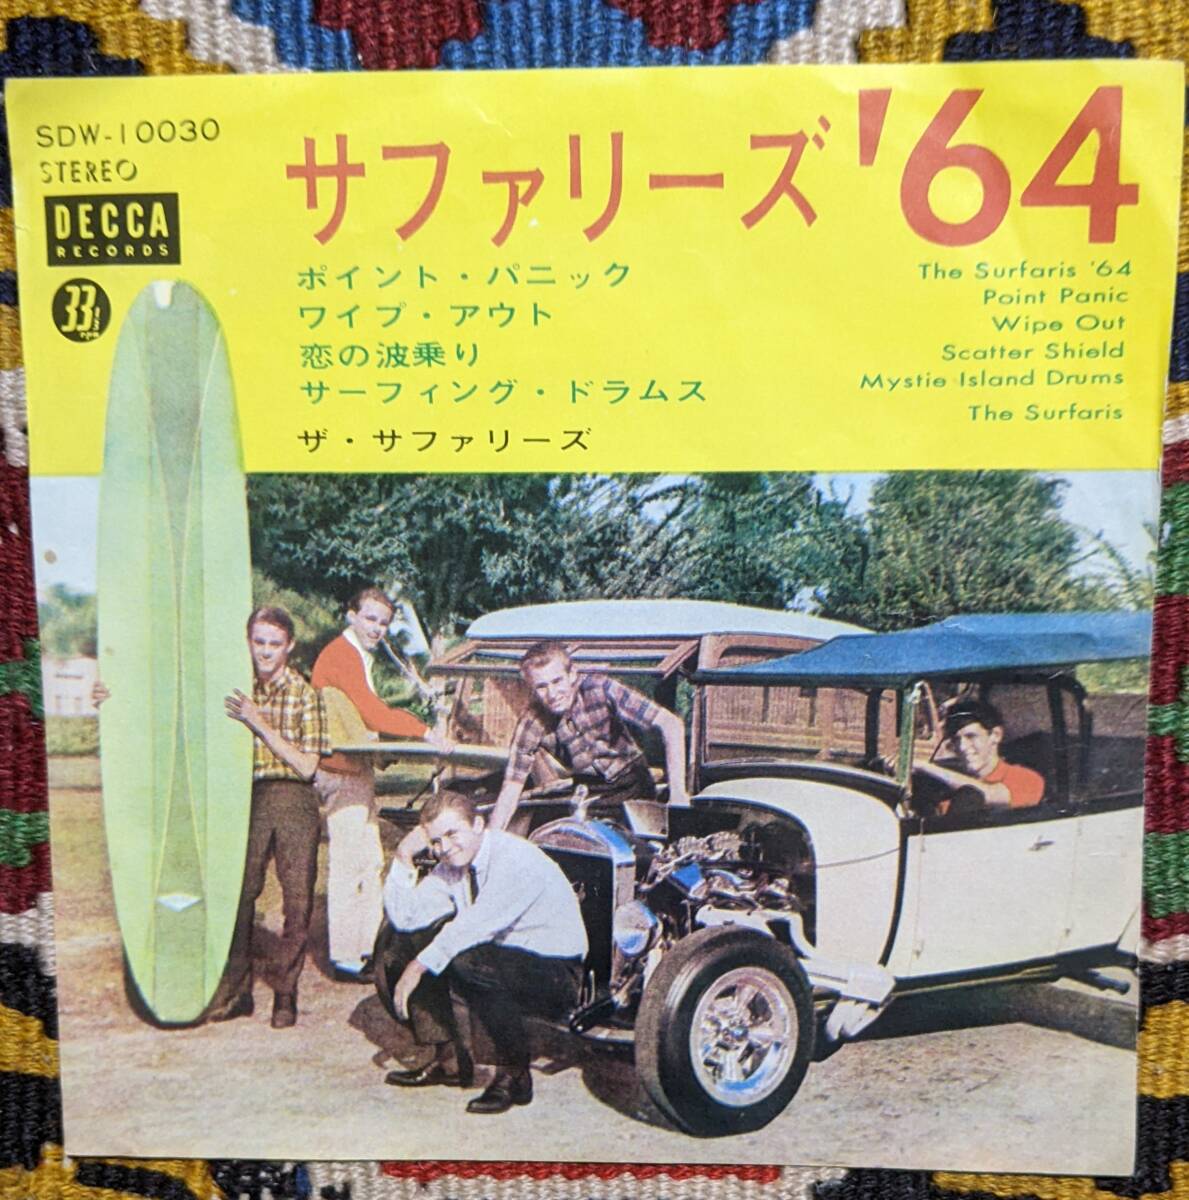 SDW-10030
STEREO
DECCA
RECORDS
33⅓
rpm
サファリーズ '64
ポイント・パニック
ワイプ・アウト
恋の波乗り
サーフィング・ドラムス
ザ・サファリーズ
The Surfaris '64
Point Panic
Wipe Out
Scatter Shield
Mystie Island Drums
The Surfaris